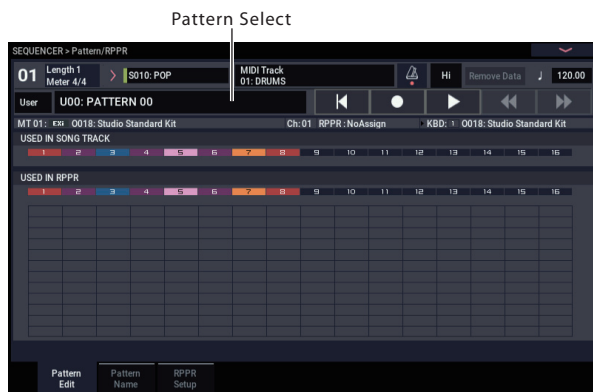 Pattern Select
SEQUENCER > Pattern/RPPR
01 Length 1 Meter 4/4 S010: POP MIDI Track 01: DRUMS Hi Remove Data ♩ 120.00
User U00: PATTERN 00
MT 01: EXi O018: Studio Standard Kit Ch:01 RPPR :NoAssign KBD: 1 O018: Studio Standard Kit
USED IN SONG TRACK
1 2 3 4 5 6 7 8 9 10 11 12 13 14 15 16
USED IN RPPR
1 2 3 4 5 6 7 8 9 10 11 12 13 14 15 16
Pattern Edit Pattern Name RPPR Setup